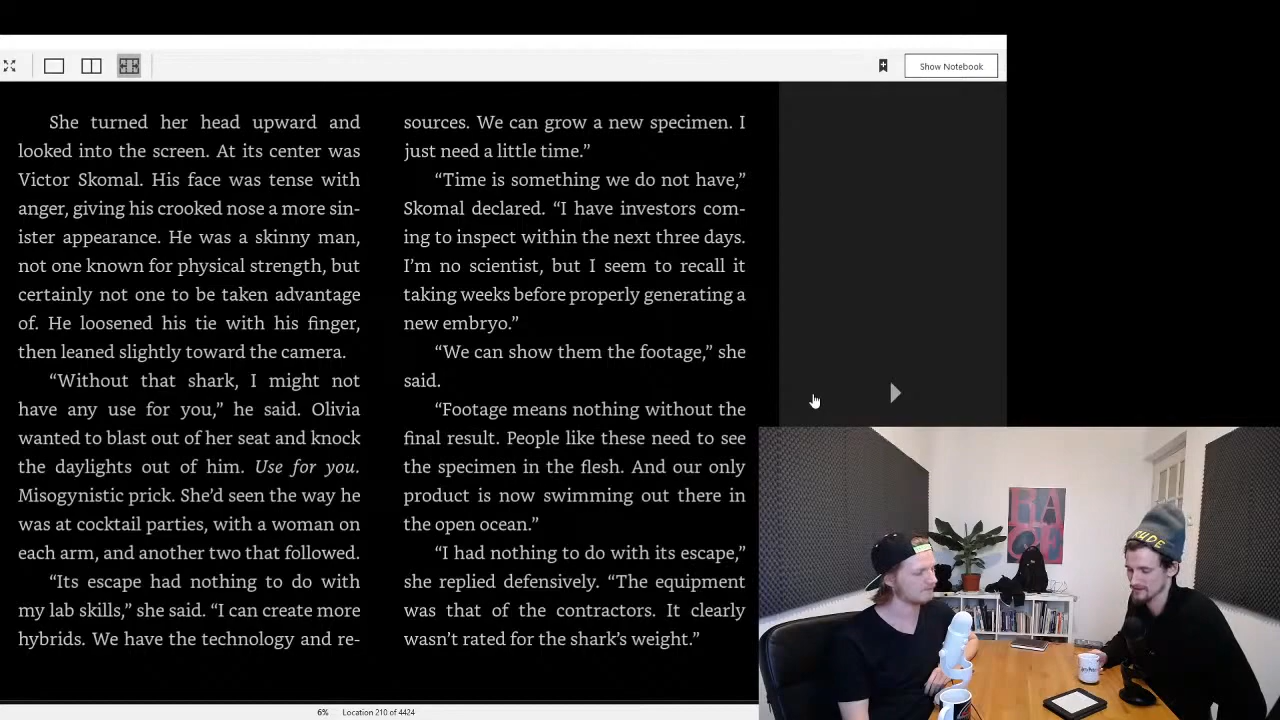 Show Notebook
She turned her head upward and
looked into the screen. At its center was
Victor Skomal. His face was tense with
anger, giving his crooked nose a more sin-
ister appearance. He was a skinny man,
not one known for physical strength, but
certainly not one to be taken advantage
of. He loosened his tie with his finger,
then leaned slightly toward the camera.
“Without that shark, I might not
have any use for you,” he said. Olivia
wanted to blast out of her seat and knock
the daylights out of him. Use for you.
Misogynistic prick. She’d seen the way he
was at cocktail parties, with a woman on
each arm, and another two that followed.
“Its escape had nothing to do with
my lab skills,” she said. “I can create more
hybrids. We have the technology and re-
sources. We can grow a new specimen. I
just need a little time.”
“Time is something we do not have,”
Skomal declared. “I have investors com-
ing to inspect within the next three days.
I’m no scientist, but I seem to recall it
taking weeks before properly generating a
new embryo.”
“We can show them the footage,” she
said.
“Footage means nothing without the
final result. People like these need to see
the specimen in the flesh. And our only
product is now swimming out there in
the open ocean.”
“I had nothing to do with its escape,”
she replied defensively. “The equipment
was that of the contractors. It clearly
wasn’t rated for the shark’s weight.”
6% Location 210 of 4424
RA
GE